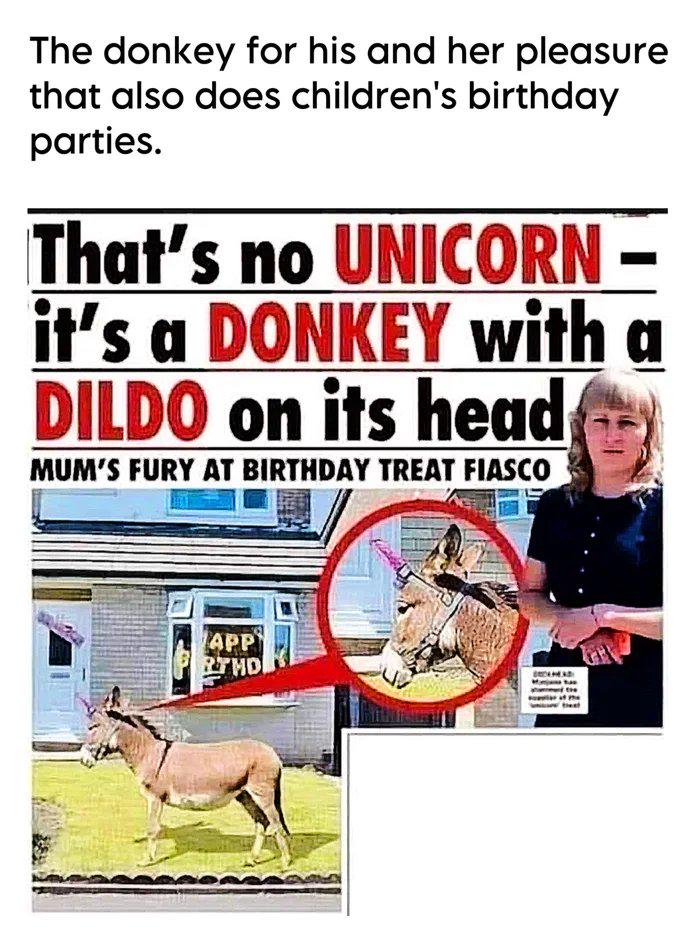 The donkey for his and her pleasure
that also does children's birthday
parties.
That's no UNICORN –
it's a DONKEY with a
DILDO on its head
MUM'S FURY AT BIRTHDAY TREAT FIASCO
APP
RTHD